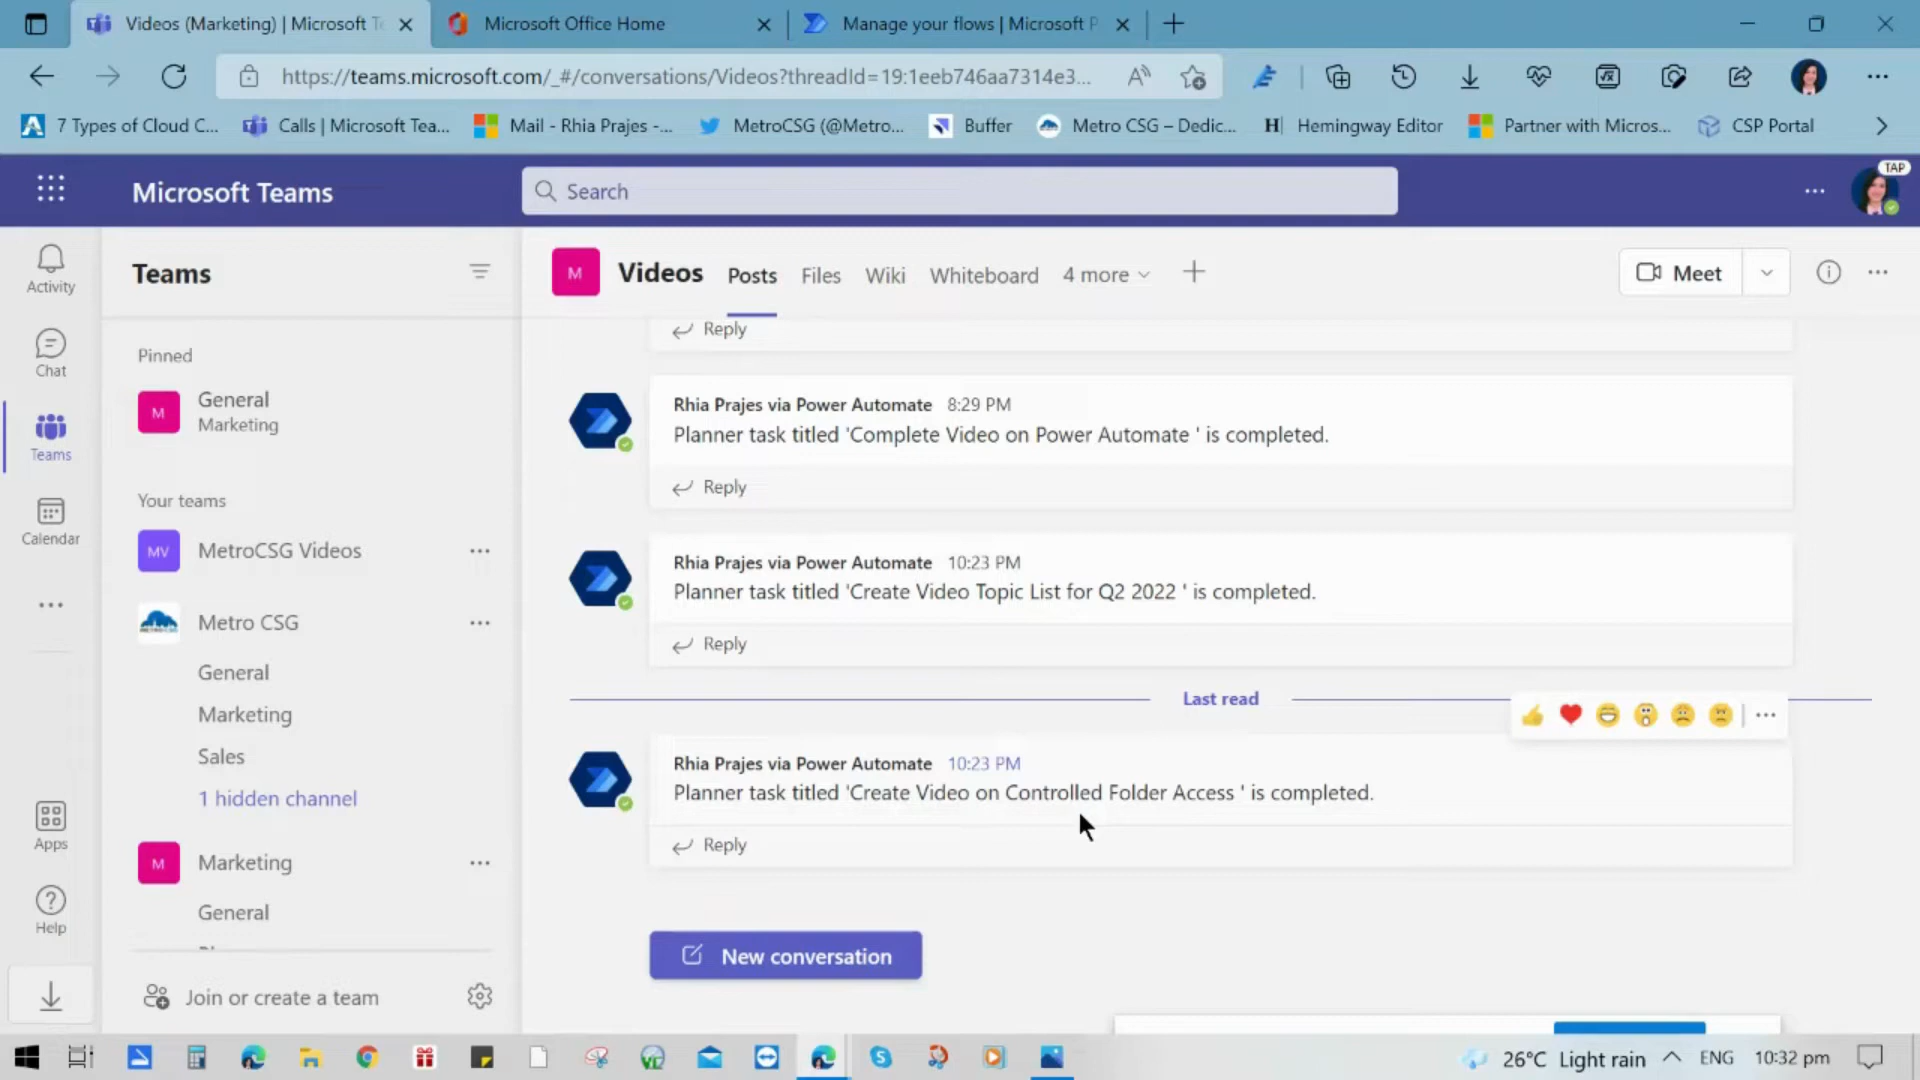 Videos (Marketing) | Microsoft Te
Microsoft Office Home
Manage your flows | Microsoft P
https://teams.microsoft.com/_#/conversations/Videos?threadId=19:1eeb746aa7314e3...
7 Types of Cloud C...
Calls | Microsoft Tea...
Mail - Rhia Prajes -...
MetroCSG (@Metro...
Buffer
Metro CSG – Dedic...
Hemingway Editor
Partner with Micros...
CSP Portal
Microsoft Teams
Search
TAP
Activity
Chat
Teams
Calendar
Apps
Help
Teams
Pinned
M
General
Marketing
Your teams
MV
MetroCSG Videos
Metro CSG
General
Marketing
Sales
1 hidden channel
M
Marketing
General
Join or create a team
M
Videos
Posts
Files
Wiki
Whiteboard
4 more
Meet
Reply
Rhia Prajes via Power Automate 8:29 PM
Planner task titled 'Complete Video on Power Automate ' is completed.
Reply
Rhia Prajes via Power Automate 10:23 PM
Planner task titled 'Create Video Topic List for Q2 2022 ' is completed.
Reply
Last read
Rhia Prajes via Power Automate 10:23 PM
Planner task titled 'Create Video on Controlled Folder Access ' is completed.
Reply
New conversation
26°C Light rain
ENG
10:32 pm